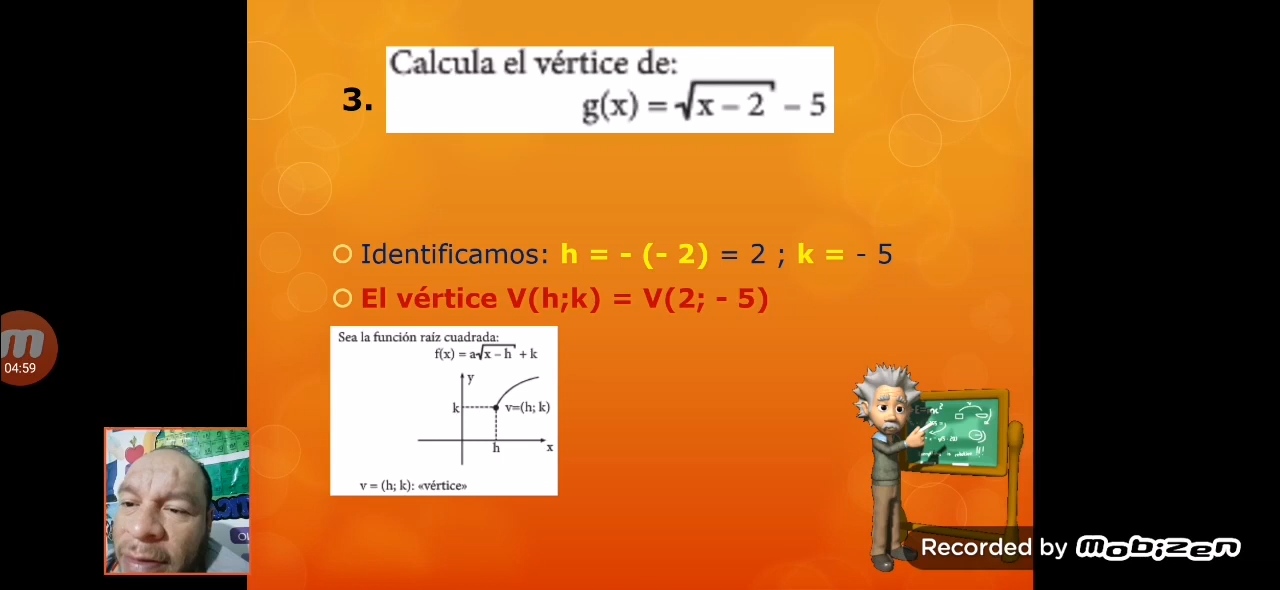 Calcula el vértice de:
3.
g(x) = √x − 2 − 5
Identificamos: h = - (- 2) = 2 ; k = - 5
El vértice V(h;k) = V(2; - 5)
Sea la función raíz cuadrada:
f(x) = a√x − h + k
y
k
v=(h; k)
h
x
v = (h; k): «vértice»
m
04:59
Recorded by mobizen